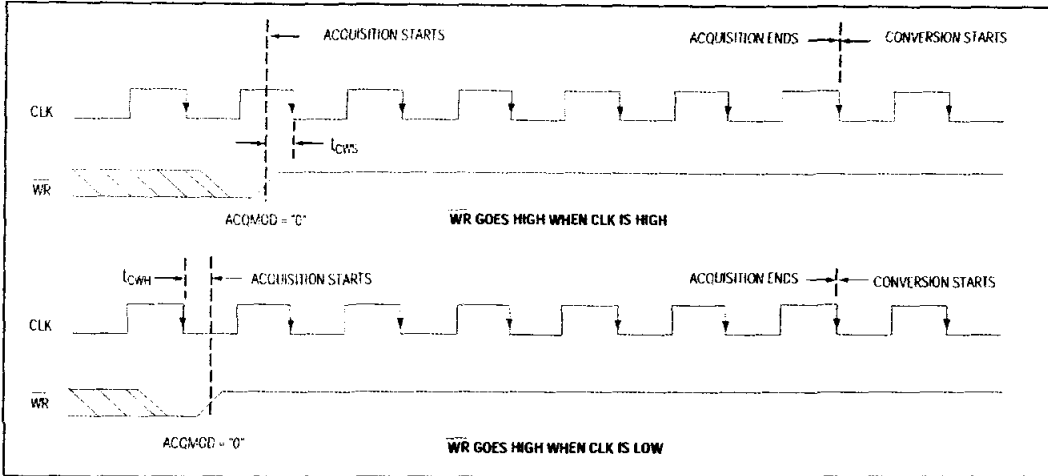 ACQUISITION STARTS
ACQUISITION ENDS
CONVERSION STARTS
CLK
tCWS
WR
ACQMOD = "0"
WR GOES HIGH WHEN CLK IS HIGH
tCWH
ACQUISITION STARTS
ACQUISITION ENDS
CONVERSION STARTS
CLK
WR
ACQMOD = "0"
WR GOES HIGH WHEN CLK IS LOW